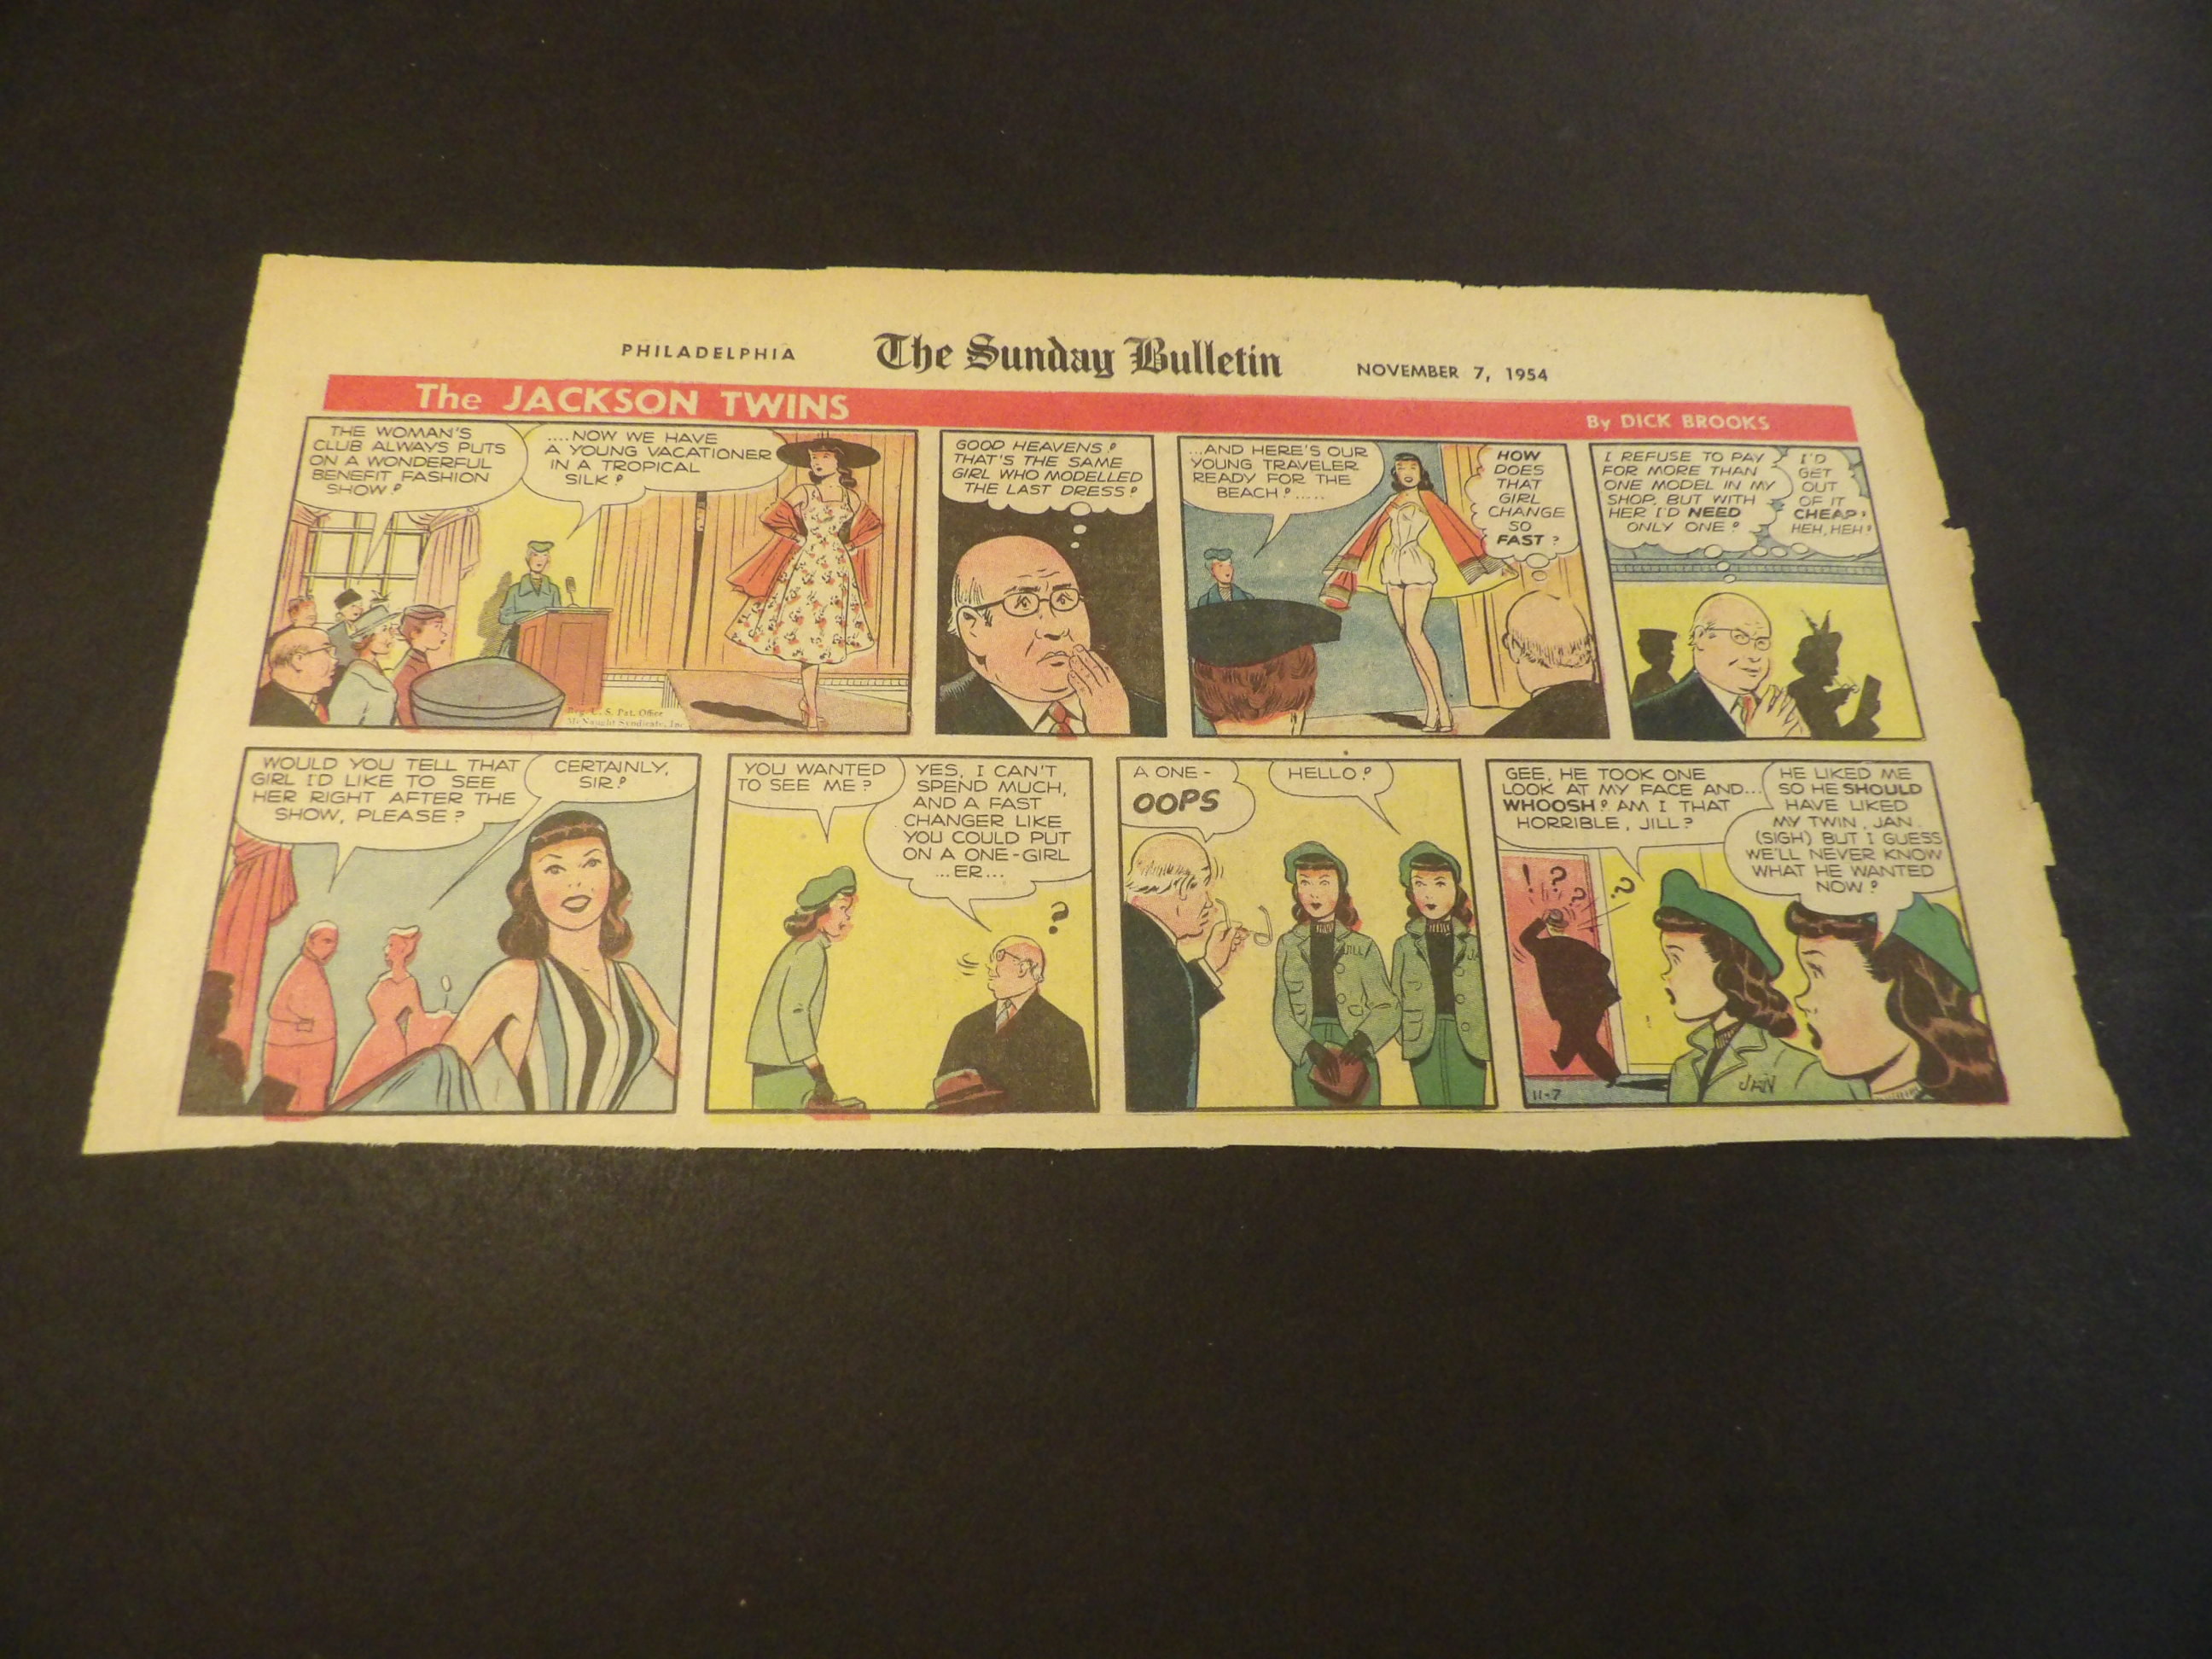 PHILADELPHIA The Sunday Bulletin NOVEMBER 7, 1954
The JACKSON TWINS
By DICK BROOKS
THE WOMAN'S
CLUB ALWAYS PUTS
ON A WONDERFUL
BENEFIT FASHION
SHOW!
....NOW WE HAVE
A YOUNG VACATIONER
IN A TROPICAL
SILK!
Reg. U. S. Pat. Office
McNaught Syndicate, Inc.
GOOD HEAVENS!
THAT'S THE SAME
GIRL WHO MODELLED
THE LAST DRESS!
...AND HERE'S OUR
YOUNG TRAVELER
READY FOR THE
BEACH!.....
HOW
DOES
THAT
GIRL
CHANGE
SO
FAST?
I REFUSE TO PAY
FOR MORE THAN
ONE MODEL IN MY
SHOP, BUT WITH
HER I'D NEED
ONLY ONE!
I'D
GET
OUT
OF IT
CHEAP!
HEH, HEH!
WOULD YOU TELL THAT
GIRL I'D LIKE TO SEE
HER RIGHT AFTER THE
SHOW, PLEASE?
CERTAINLY,
SIR!
YOU WANTED
TO SEE ME?
YES, I CAN'T
SPEND MUCH,
AND A FAST
CHANGER LIKE
YOU COULD PUT
ON A ONE-GIRL
...ER...
?
A ONE-
OOPS
HELLO!
JILL
JA
GEE, HE TOOK ONE
LOOK AT MY FACE AND...
WHOOSH! AM I THAT
HORRIBLE, JILL?
HE LIKED ME
SO HE SHOULD
HAVE LIKED
MY TWIN, JAN.
(SIGH) BUT I GUESS
WE'LL NEVER KNOW
WHAT HE WANTED
NOW!
! ? ? ?
JAN
11-7